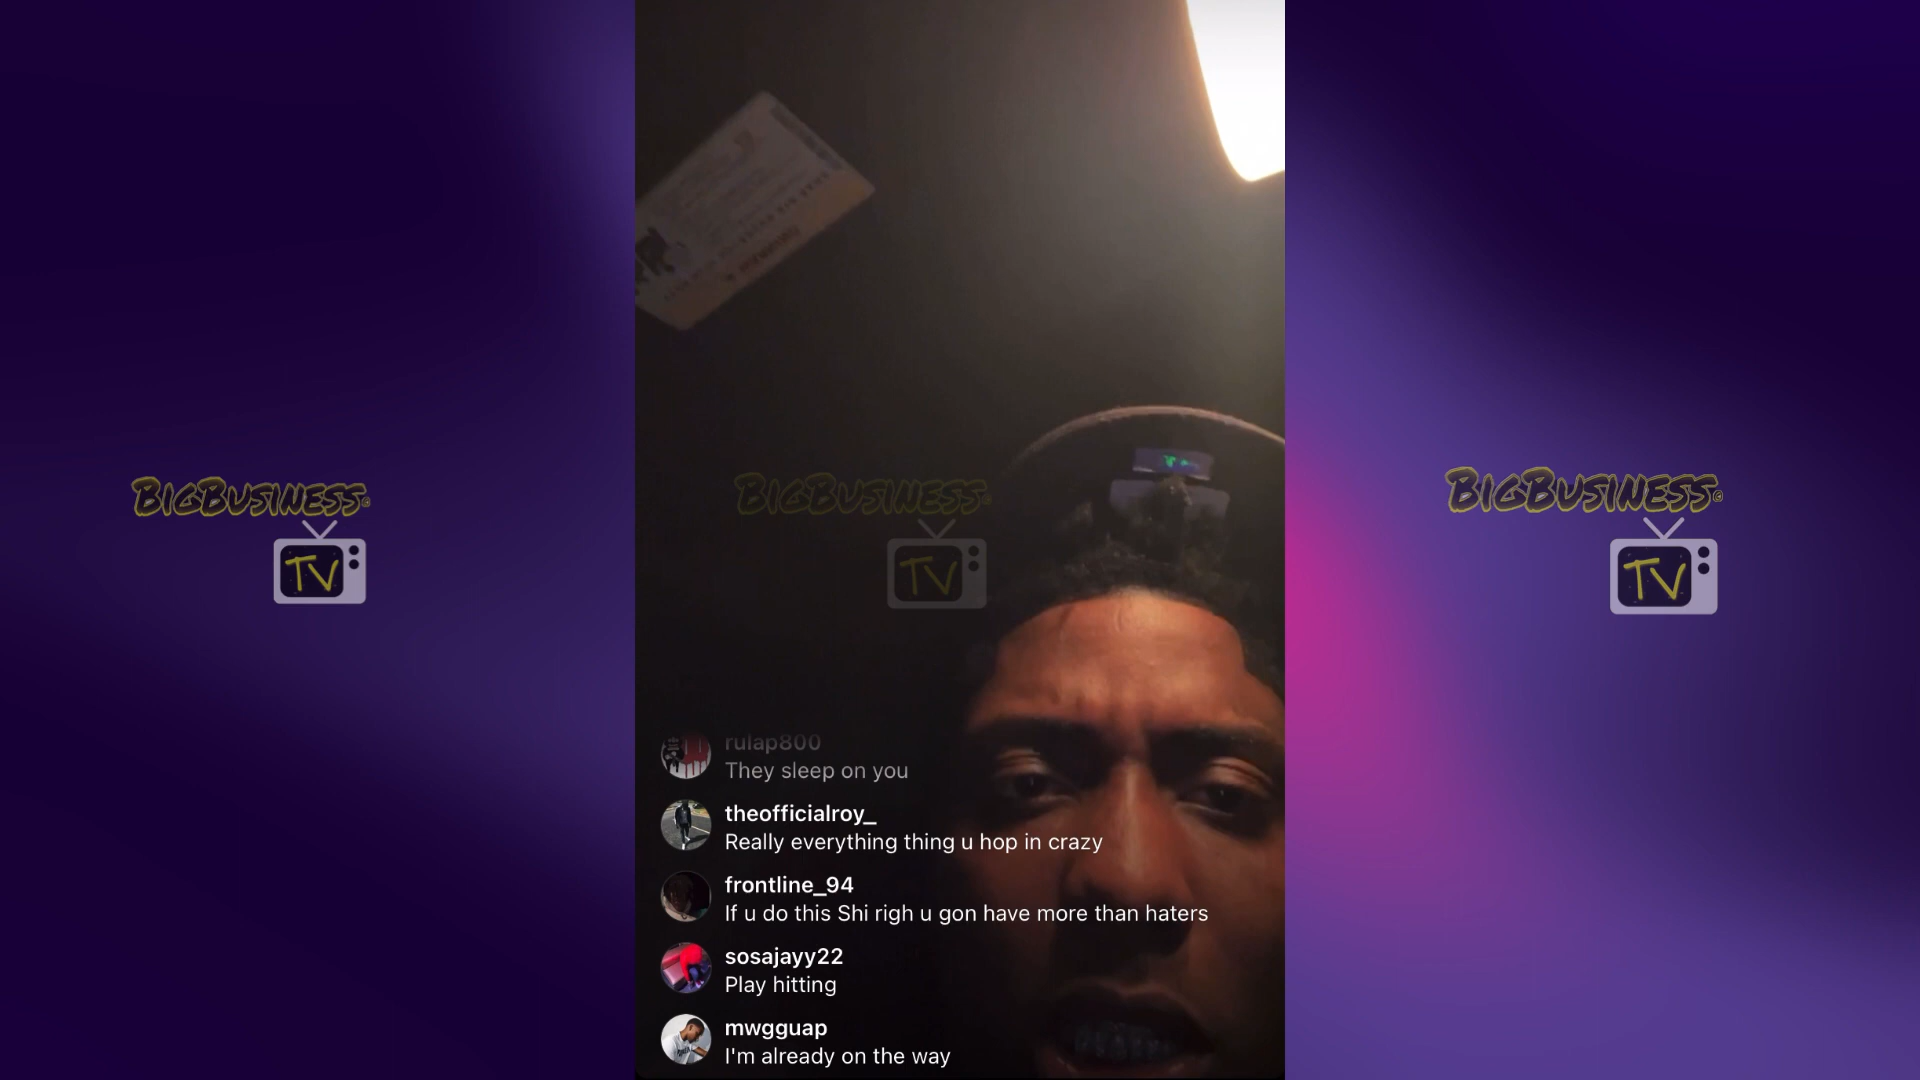 BIGBUSINESS
TV
BIGBUSINESS
TV
BIGBUSINESS
TV
rulap800
They sleep on you
theofficialroy_
Really everything thing u hop in crazy
frontline_94
If u do this Shi righ u gon have more than haters
sosajayy22
Play hitting
mwgguap
I'm already on the way